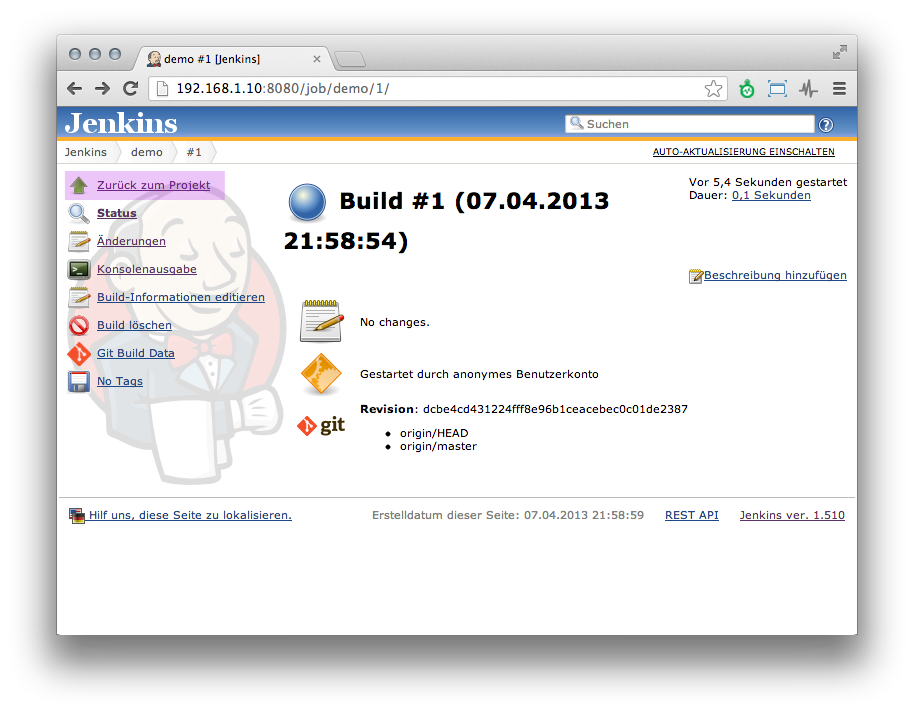 demo #1 [Jenkins]
192.168.1.10:8080/job/demo/1/
Jenkins
Suchen
Jenkins demo #1
AUTO-AKTUALISIERUNG EINSCHALTEN
Zurück zum Projekt
Status
Änderungen
Konsolenausgabe
Build-Informationen editieren
Build löschen
Git Build Data
No Tags
Build #1 (07.04.2013
21:58:54)
Vor 5,4 Sekunden gestartet
Dauer: 0,1 Sekunden
Beschreibung hinzufügen
No changes.
Gestartet durch anonymes Benutzerkonto
git
Revision: dcbe4cd431224fff8e96b1ceacebec0c01de2387
origin/HEAD
origin/master
Hilf uns, diese Seite zu lokalisieren.
Erstelldatum dieser Seite: 07.04.2013 21:58:59
REST API
Jenkins ver. 1.510